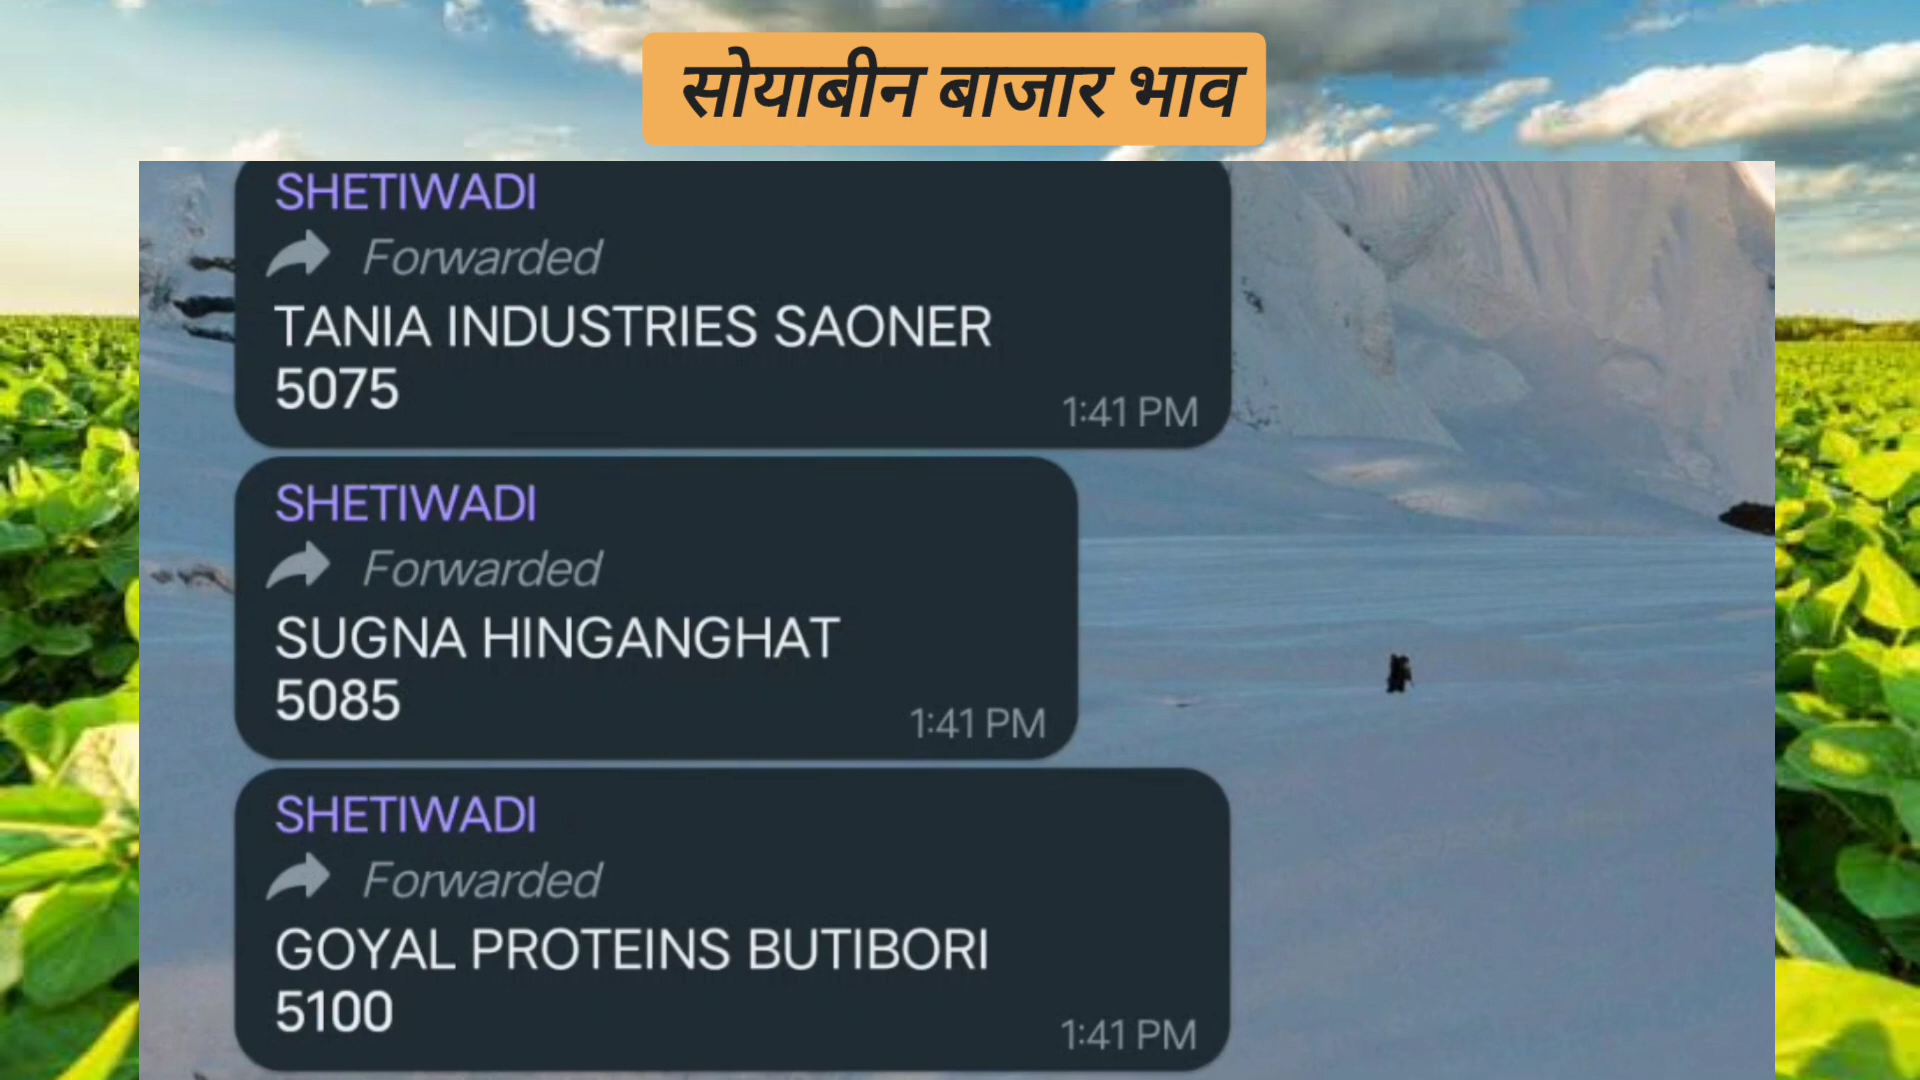 सोयाबीन बाजार भाव
SHETIWADI
Forwarded
TANIA INDUSTRIES SAONER
5075
1:41 PM
SHETIWADI
Forwarded
SUGNA HINGANGHAT
5085
1:41 PM
SHETIWADI
Forwarded
GOYAL PROTEINS BUTIBORI
5100
1:41 PM